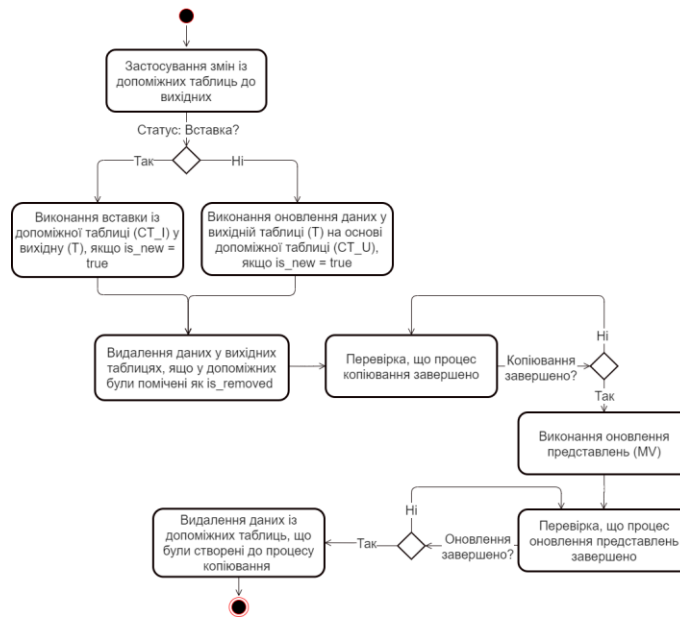 Застосування змін із
допоміжних таблиць до
вихідних
Статус: Вставка?
Так
Ні
Виконання вставки із
допоміжної таблиці (CT_I) у
вихідну (T), якщо is_new =
true
Виконання оновлення даних у
вихідній таблиці (T) на основі
допоміжної таблиці (CT_U),
якщо is_new = true
Видалення даних у вихідних
таблицях, ящо у допоміжних
були помічені як is_removed
Перевірка, що процес
копіювання завершено
Копіювання
завершено?
Ні
Так
Виконання оновлення
представлень (MV)
Перевірка, що процес
оновлення представлень
завершено
Оновлення
завершено?
Ні
Так
Видалення даних із
допоміжних таблиць, що
були створені до процесу
копіювання